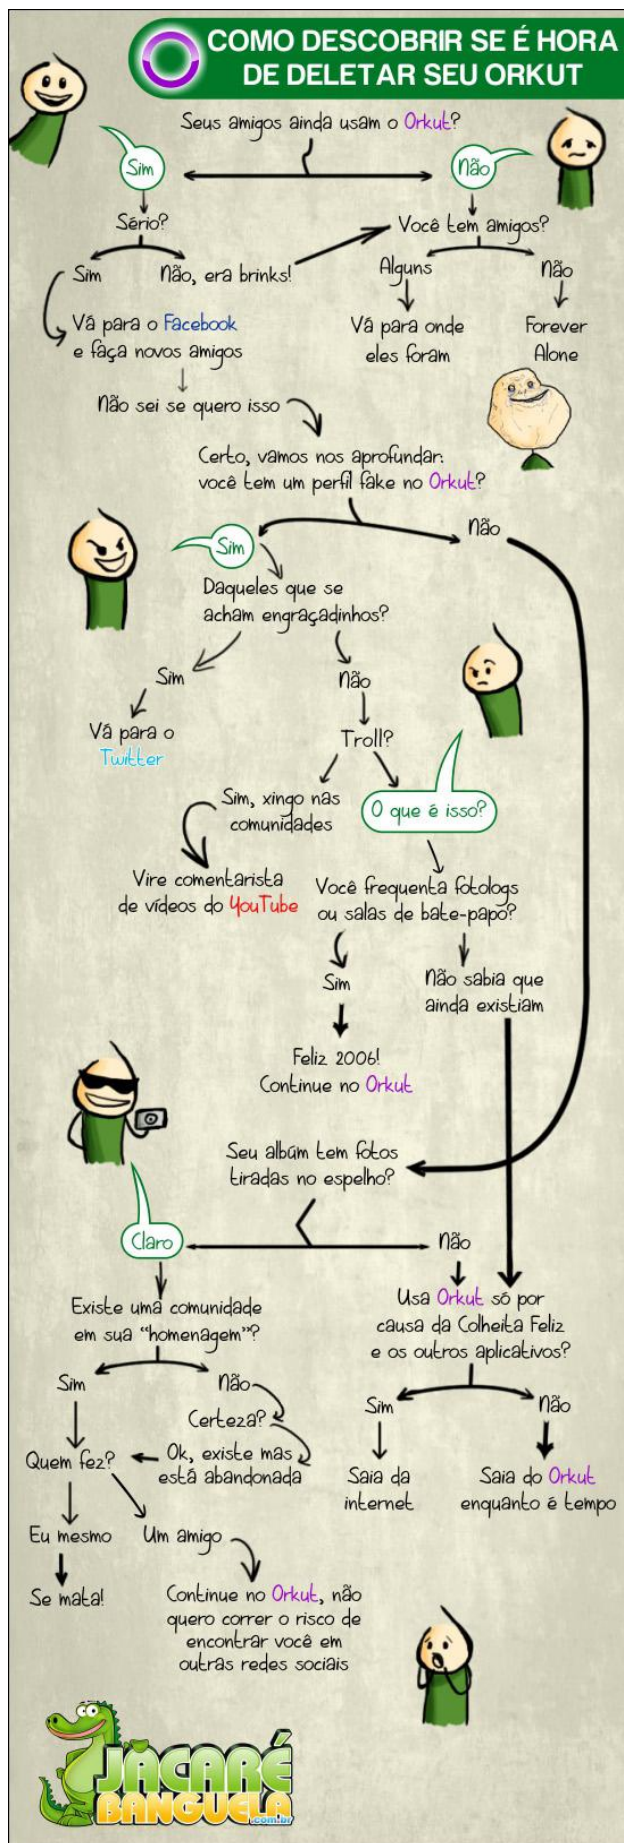 COMO DESCOBRIR SE É HORA
DE DELETAR SEU ORKUT
Seus amigos ainda usam o Orkut?
Sim
Não
Sério?
Você tem amigos?
Sim
Não, era brinks!
Alguns
Não
Vá para o Facebook
e faça novos amigos
Vá para onde
eles foram
Forever
Alone
Não sei se quero isso
Certo, vamos nos aprofundar:
você tem um perfil fake no Orkut?
Sim
Não
Daqueles que se
acham engraçadinhos?
Sim
Não
Vá para o
Twitter
Troll?
Sim, xingo nas
comunidades
O que é isso?
Vire comentarista
de vídeos do YouTube
Você frequenta fotologs
ou salas de bate-papo?
Sim
Não sabia que
ainda existiam
Feliz 2006!
Continue no Orkut
Seu albúm tem fotos
tiradas no espelho?
Claro
Não
Existe uma comunidade
em sua “homenagem”?
Usa Orkut só por
causa da Colheita Feliz
e os outros aplicativos?
Sim
Não
Certeza?
Sim
Não
Quem fez?
Ok, existe mas
está abandonada
Saia da
internet
Saia do Orkut
enquanto é tempo
Eu mesmo
Um amigo
Se mata!
Continue no Orkut, não
quero correr o risco de
encontrar você em
outras redes sociais
JACARÉ
BANGUELA
.com.br